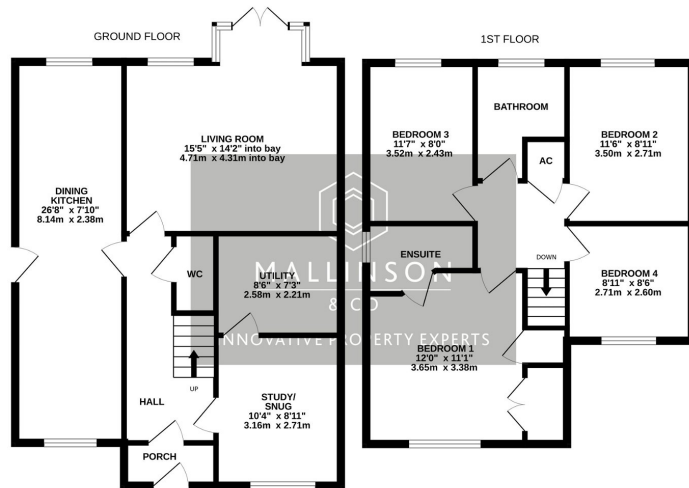 GROUND FLOOR
1ST FLOOR
LIVING ROOM
15'5" x 14'2" into bay
4.71m x 4.31m into bay
DINING
KITCHEN
26'8" x 7'10"
8.14m x 2.38m
WC
UTILITY
8'6" x 7'3"
2.58m x 2.21m
UP
HALL
STUDY/
SNUG
10'4" x 8'11"
3.16m x 2.71m
PORCH
BATHROOM
BEDROOM 3
11'7" x 8'0"
3.52m x 2.43m
BEDROOM 2
11'6" x 8'11"
3.50m x 2.71m
AC
ENSUITE
DOWN
BEDROOM 4
8'11" x 8'6"
2.71m x 2.60m
BEDROOM 1
12'0" x 11'1"
3.65m x 3.38m
MALLINSON
& CO
INNOVATIVE PROPERTY EXPERTS